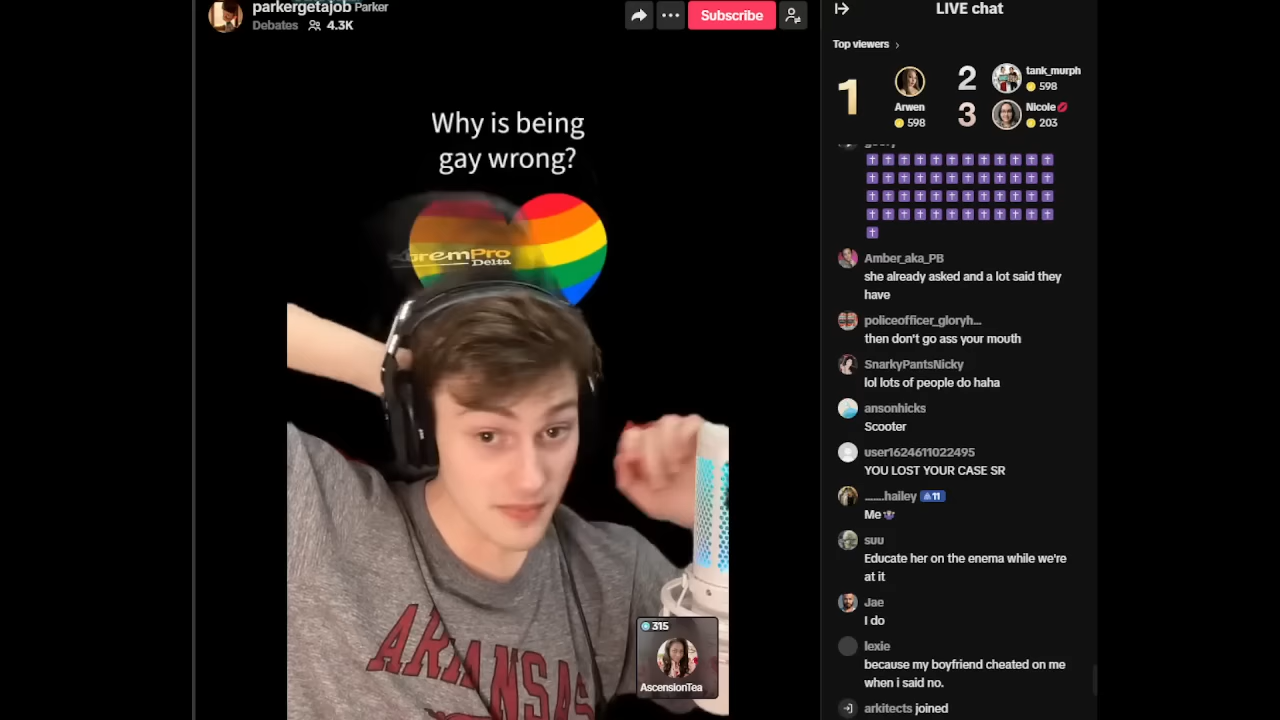 parkergetajob Parker
Debates 4.3K
Subscribe
Why is being
gay wrong?
remPro
Delta
ARKANSAS
315
AscensionTea
LIVE chat
Top viewers
1
Arwen
598
2
tank_murph
598
3
Nicole
203
Amber_aka_PB
she already asked and a lot said they
have
policeofficer_gloryh...
then don't go ass your mouth
SnarkyPantsNicky
lol lots of people do haha
ansonhicks
Scooter
user1624611022495
YOU LOST YOUR CASE SR
.......hailey 11
Me
suu
Educate her on the enema while we're
at it
Jae
I do
lexie
because my boyfriend cheated on me
when i said no.
arkitects joined